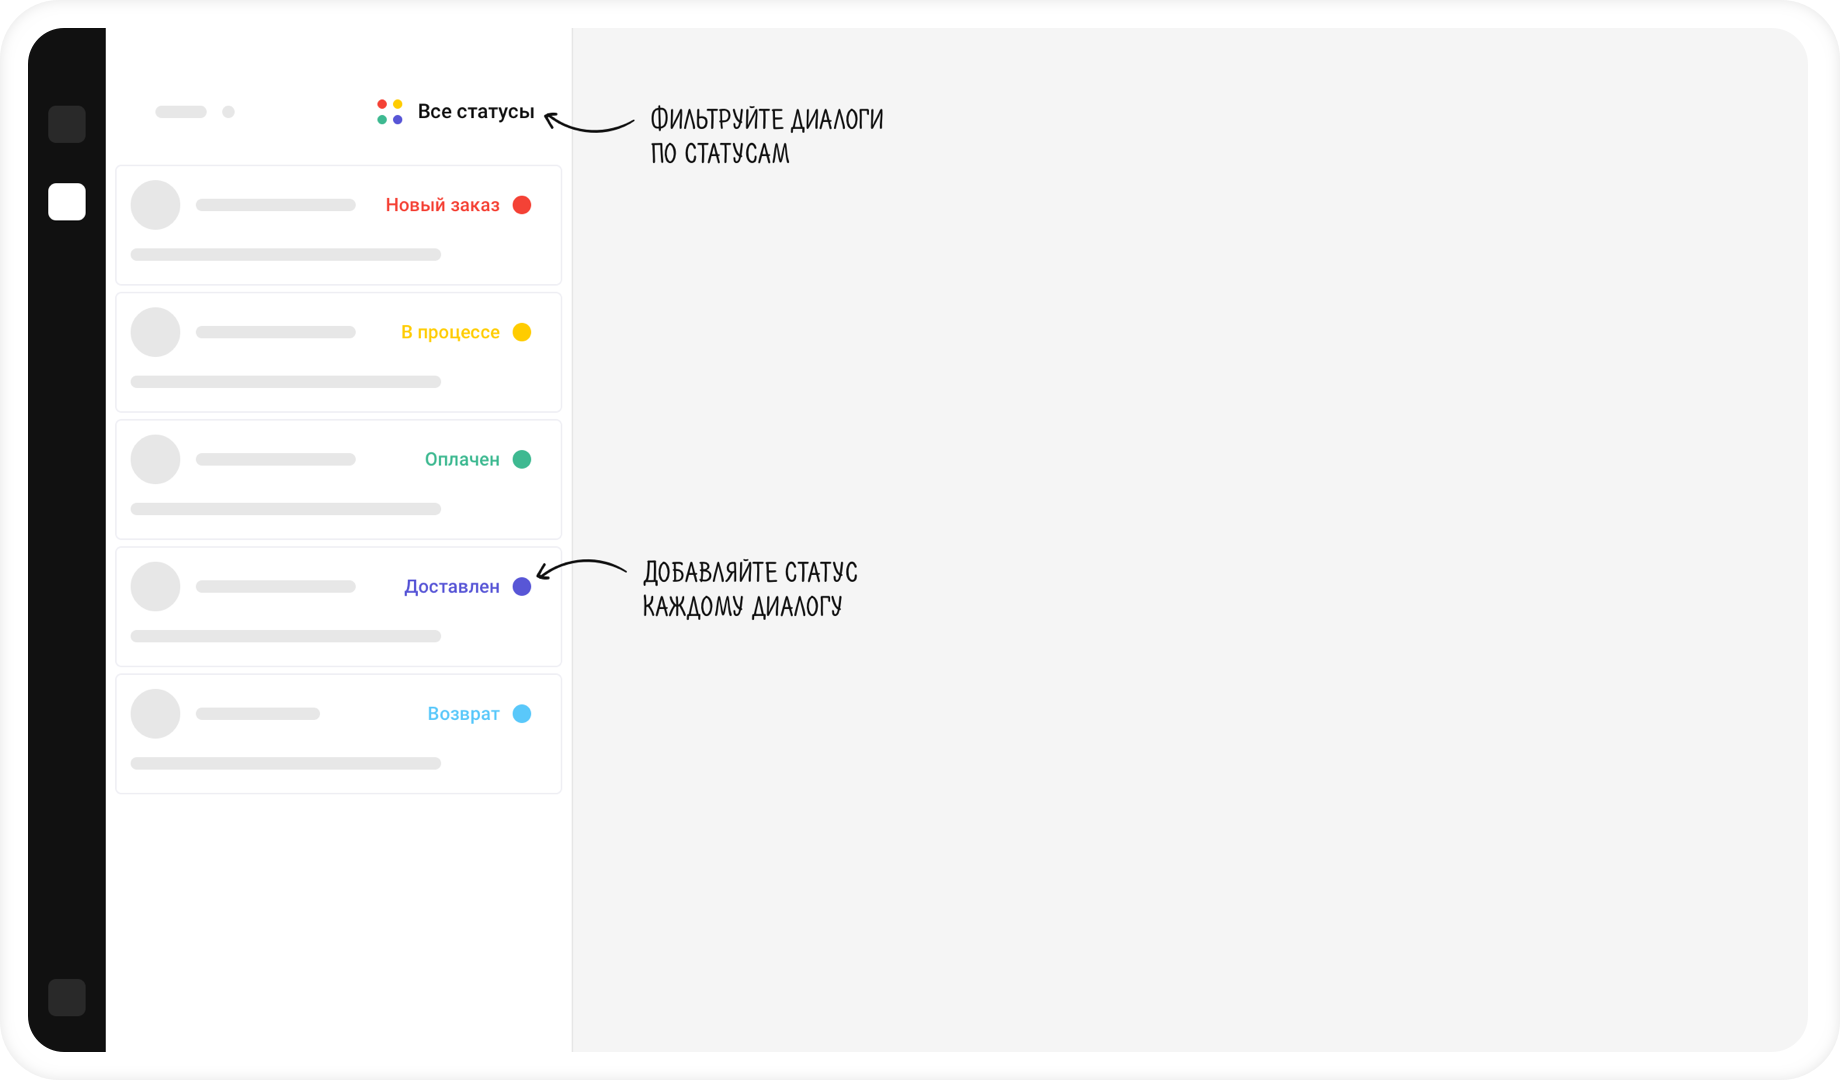 Все статусы
ФИЛЬТРУЙТЕ ДИАЛОГИ
ПО СТАТУСАМ
Новый заказ
В процессе
Оплачен
Доставлен
ДОБАВЛЯЙТЕ СТАТУС
КАЖДОМУ ДИАЛОГУ
Возврат